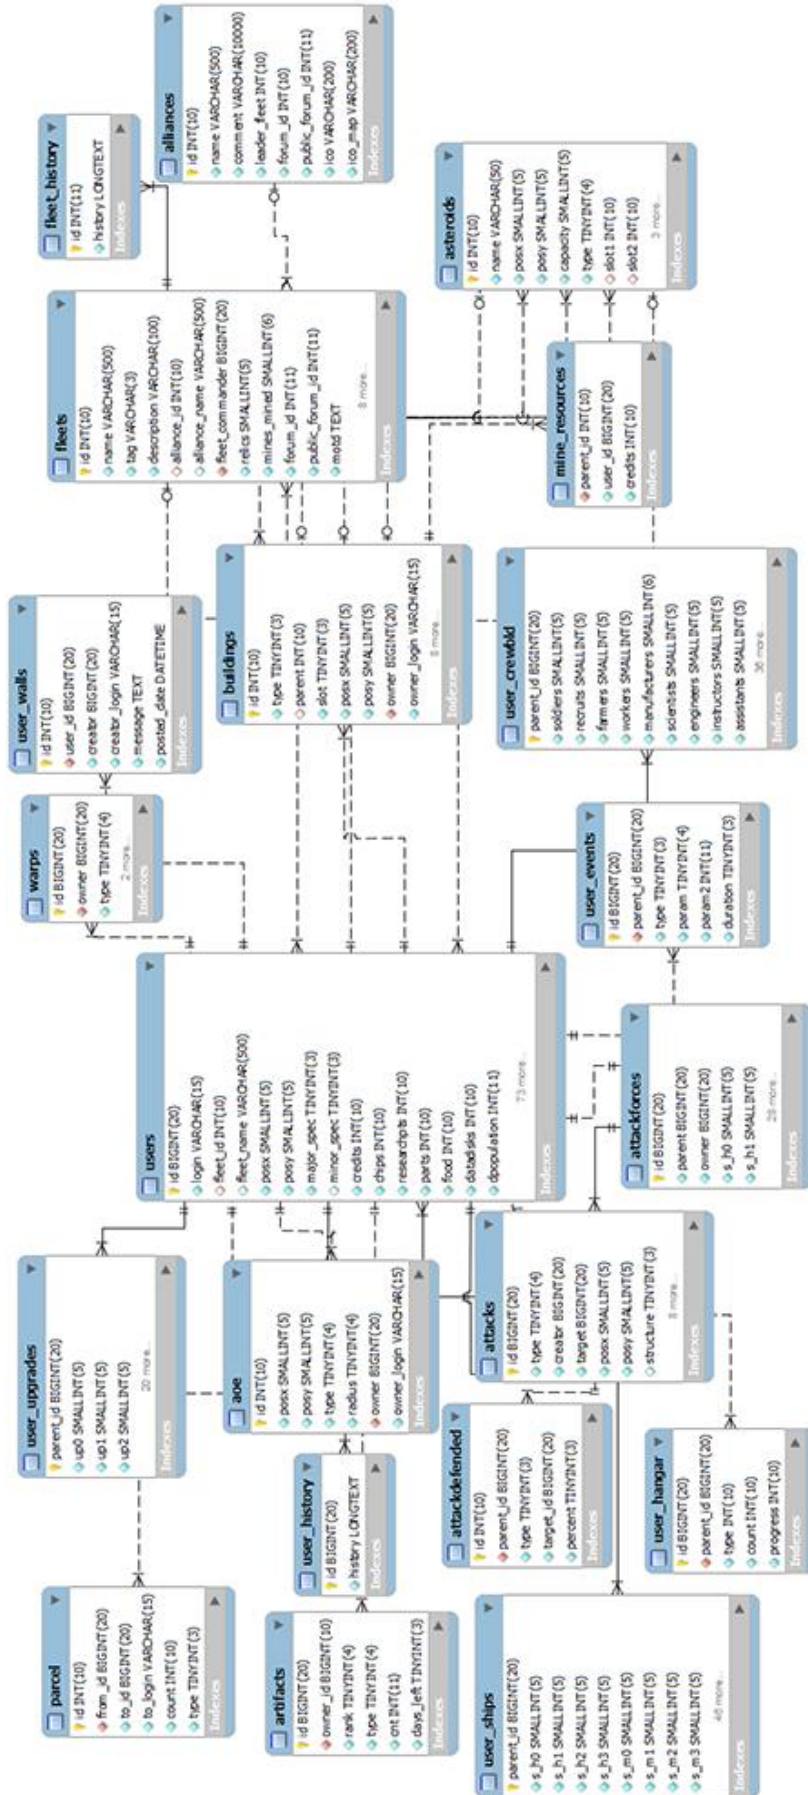 parcel
id INT(10)
from_id BIGINT(20)
to_id BIGINT(20)
to_login VARCHAR(15)
count INT(10)
type TINYINT(3)
Indexes
user_upgrades
parent_id BIGINT(20)
up0 SMALLINT(5)
up1 SMALLINT(5)
up2 SMALLINT(5)
20 more...
Indexes
warps
id BIGINT(20)
owner BIGINT(20)
type TINYINT(4)
2 more...
Indexes
user_walls
id INT(10)
user_id BIGINT(20)
creator BIGINT(20)
creator_login VARCHAR(15)
message TEXT
posted_date DATETIME
Indexes
fleets
id INT(10)
name VARCHAR(500)
tag VARCHAR(3)
description VARCHAR(100)
alliance_id INT(10)
alliance_name VARCHAR(500)
fleet_commander BIGINT(20)
relics SMALLINT(5)
mines_mined SMALLINT(6)
forum_id INT(11)
public_forum_id INT(11)
motd TEXT
8 more...
Indexes
fleet_history
id INT(11)
history LONGTEXT
Indexes
alliances
id INT(10)
name VARCHAR(500)
comment VARCHAR(10000)
leader_fleet INT(10)
forum_id INT(10)
public_forum_id INT(11)
ico VARCHAR(200)
ico_map VARCHAR(200)
Indexes
artifacts
id BIGINT(20)
owner_id BIGINT(10)
rank TINYINT(4)
type TINYINT(4)
cnt INT(11)
days_left TINYINT(3)
Indexes
user_history
id BIGINT(20)
history LONGTEXT
Indexes
aoe
id INT(10)
posx SMALLINT(5)
posy SMALLINT(5)
type TINYINT(4)
radius TINYINT(4)
owner BIGINT(20)
owner_login VARCHAR(15)
Indexes
users
id BIGINT(20)
login VARCHAR(15)
fleet_id INT(10)
fleet_name VARCHAR(500)
posx SMALLINT(5)
posy SMALLINT(5)
major_spec TINYINT(3)
minor_spec TINYINT(3)
credits INT(10)
chips INT(10)
researchpts INT(10)
parts INT(10)
food INT(10)
datadisks INT(10)
dpopulation INT(11)
73 more...
Indexes
buildings
id INT(10)
type TINYINT(3)
parent INT(10)
slot TINYINT(3)
posx SMALLINT(5)
posy SMALLINT(5)
owner BIGINT(20)
owner_login VARCHAR(15)
8 more...
Indexes
asteroids
id INT(10)
name VARCHAR(50)
posx SMALLINT(5)
posy SMALLINT(5)
capacity SMALLINT(5)
type TINYINT(4)
slot1 INT(10)
slot2 INT(10)
3 more...
Indexes
mine_resources
parent_id INT(10)
user_id BIGINT(20)
credits INT(10)
Indexes
user_ships
parent_id BIGINT(20)
s_h0 SMALLINT(5)
s_h1 SMALLINT(5)
s_h2 SMALLINT(5)
s_h3 SMALLINT(5)
s_m0 SMALLINT(5)
s_m1 SMALLINT(5)
s_m2 SMALLINT(5)
s_m3 SMALLINT(5)
48 more...
Indexes
attackdefended
id INT(10)
parent_id BIGINT(20)
type TINYINT(3)
target_id BIGINT(20)
percent TINYINT(3)
Indexes
attacks
id BIGINT(20)
type TINYINT(4)
creator BIGINT(20)
target BIGINT(20)
posx SMALLINT(5)
posy SMALLINT(5)
structure TINYINT(3)
8 more...
Indexes
user_hangar
id BIGINT(20)
parent_id BIGINT(20)
type INT(10)
count INT(10)
progress INT(10)
Indexes
attackforces
id BIGINT(20)
parent BIGINT(20)
owner BIGINT(20)
s_h0 SMALLINT(5)
s_h1 SMALLINT(5)
28 more...
Indexes
user_events
id BIGINT(20)
parent_id BIGINT(20)
type TINYINT(3)
param TINYINT(4)
param2 INT(11)
duration TINYINT(3)
Indexes
user_crewbld
parent_id BIGINT(20)
soldiers SMALLINT(5)
recruits SMALLINT(5)
farmers SMALLINT(5)
workers SMALLINT(5)
manufacturers SMALLINT(6)
scientists SMALLINT(5)
engineers SMALLINT(5)
instructors SMALLINT(5)
assistants SMALLINT(5)
36 more...
Indexes